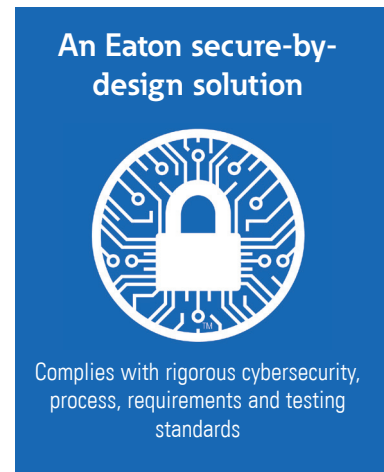 An Eaton secure-by-
design solution
TM
Complies with rigorous cybersecurity,
process, requirements and testing
standards